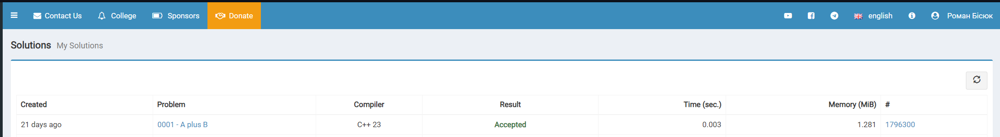 Contact Us College Sponsors Donate english Роман Бісюк
Solutions My Solutions
Created Problem Compiler Result Time (sec.) Memory (MiB) #
21 days ago 0001 - A plus B C++ 23 Accepted 0.003 1.281 1796300